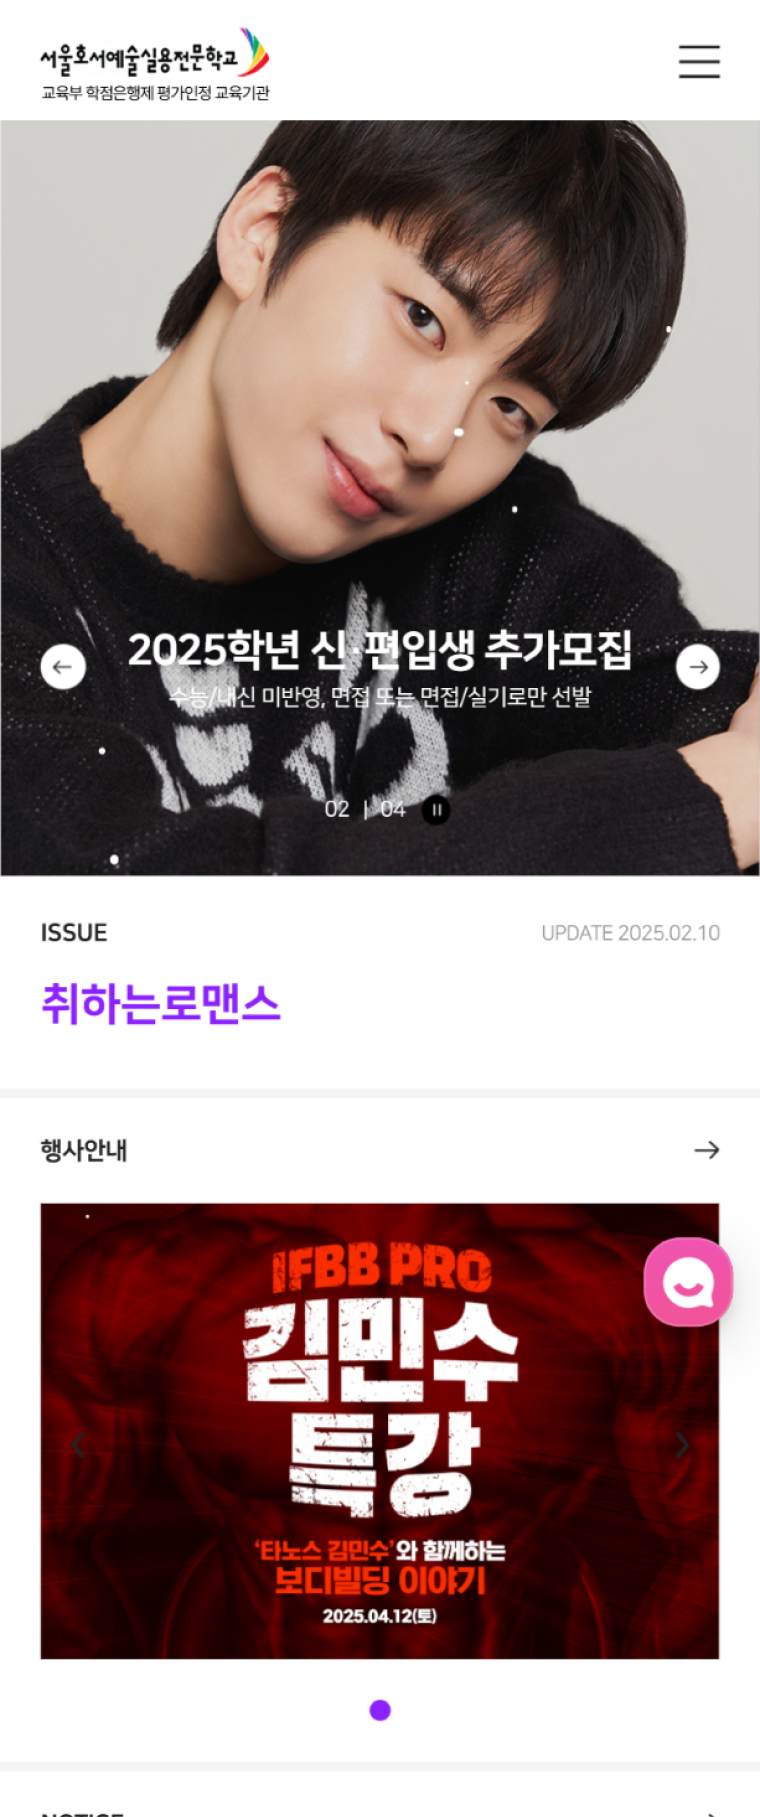 서울호서예술실용전문학교
교육부 학점은행제 평가인정 교육기관
2025학년 신·편입생 추가모집
수능/내신 미반영, 면접 또는 면접/실기로만 선발
02 | 04
ISSUE
UPDATE 2025.02.10
취하는로맨스
행사안내
IFBB PRO
김민수
특강
'타노스 김민수'와 함께하는
보디빌딩 이야기
2025.04.12(토)
NOTICE